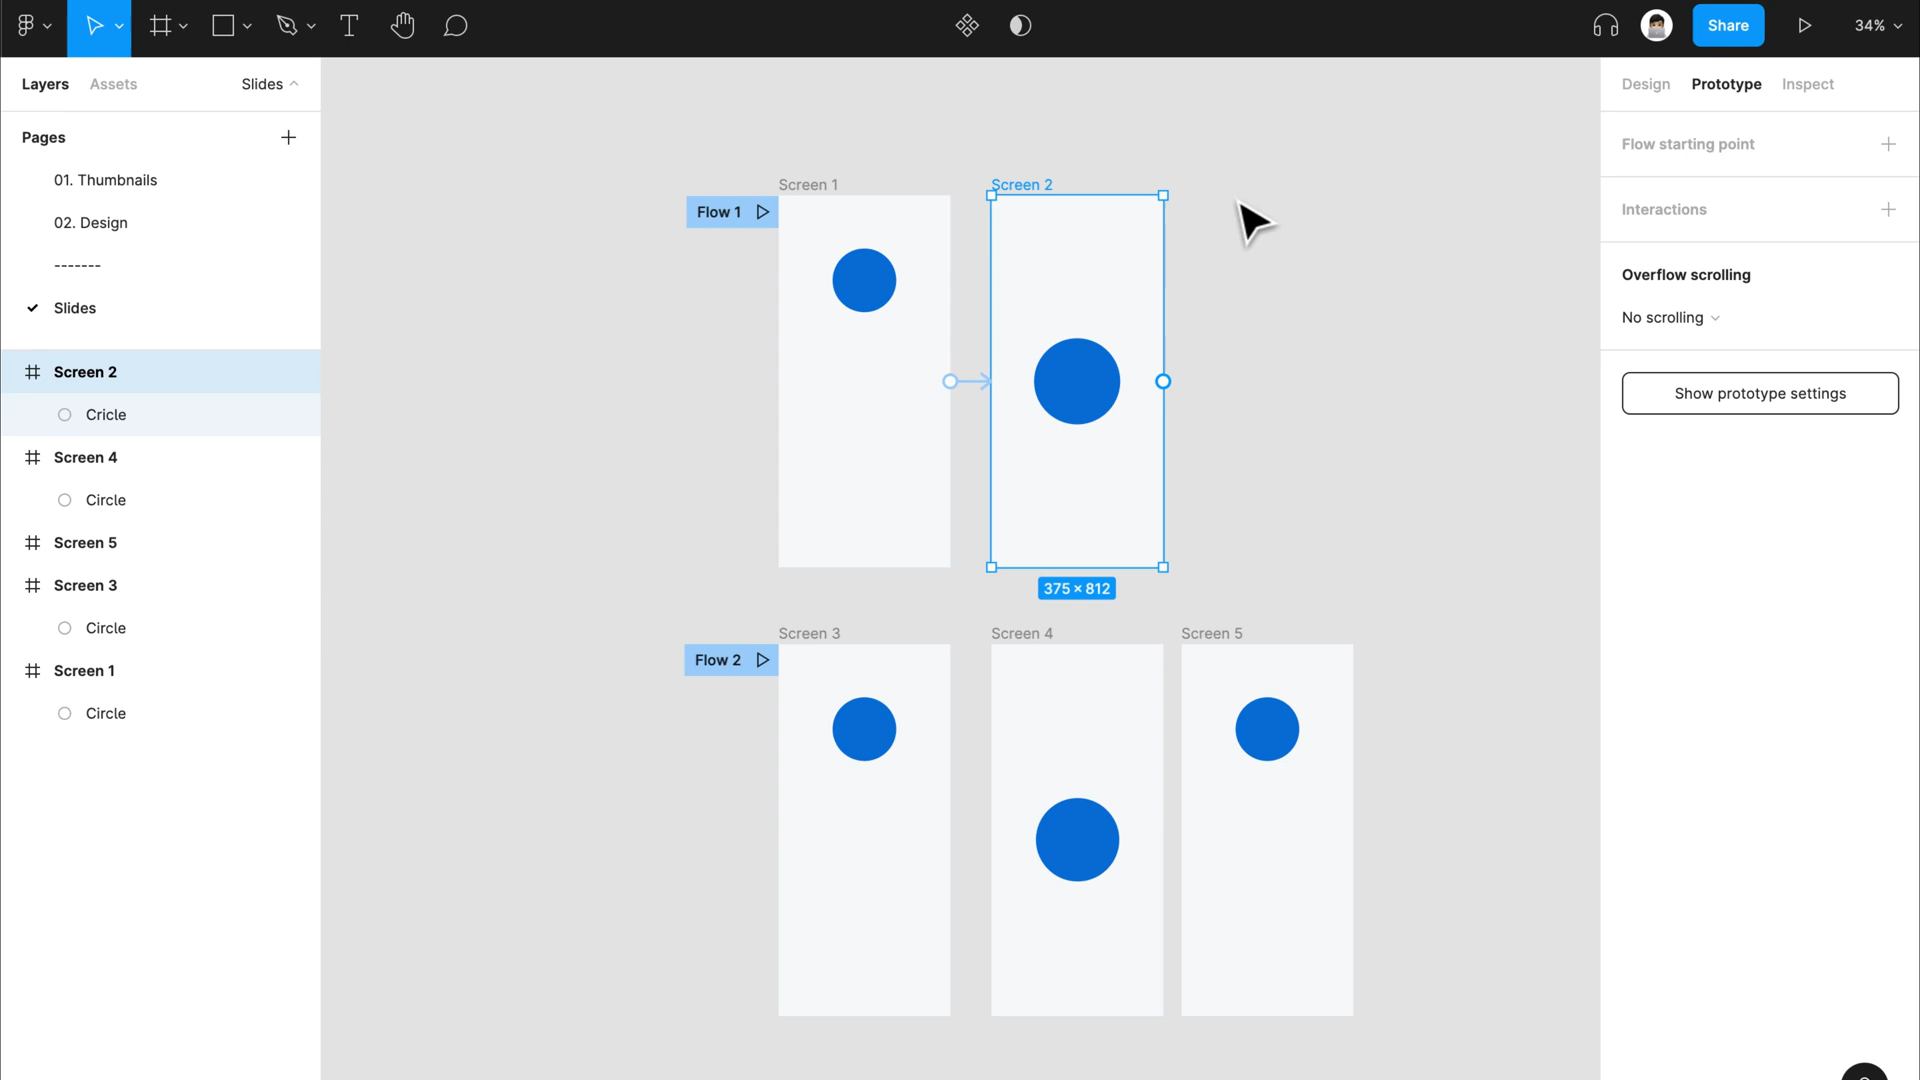 Share
34%
Layers
Assets
Slides
Pages
01. Thumbnails
02. Design
-------
Slides
Screen 2
Cricle
Screen 4
Circle
Screen 5
Screen 3
Circle
Screen 1
Circle
Screen 1
Screen 2
Flow 1
375 × 812
Screen 3
Screen 4
Screen 5
Flow 2
Design
Prototype
Inspect
Flow starting point
Interactions
Overflow scrolling
No scrolling
Show prototype settings